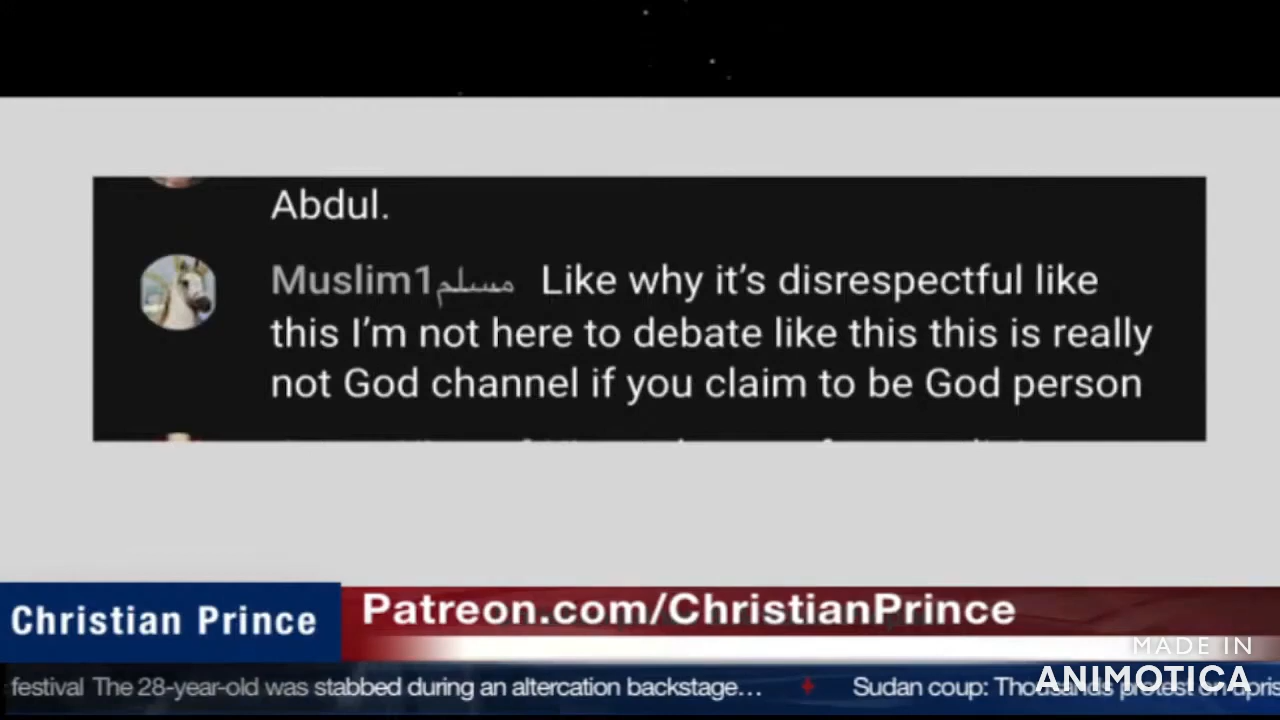 Abdul.
Muslim1مسلم Like why it’s disrespectful like
this I’m not here to debate like this this is really
not God channel if you claim to be God person
Christian Prince
Patreon.com/ChristianPrince
MADE IN
ANIMOTICA
festival The 28-year-old was stabbed during an altercation backstage… Sudan coup: Thousands protest on